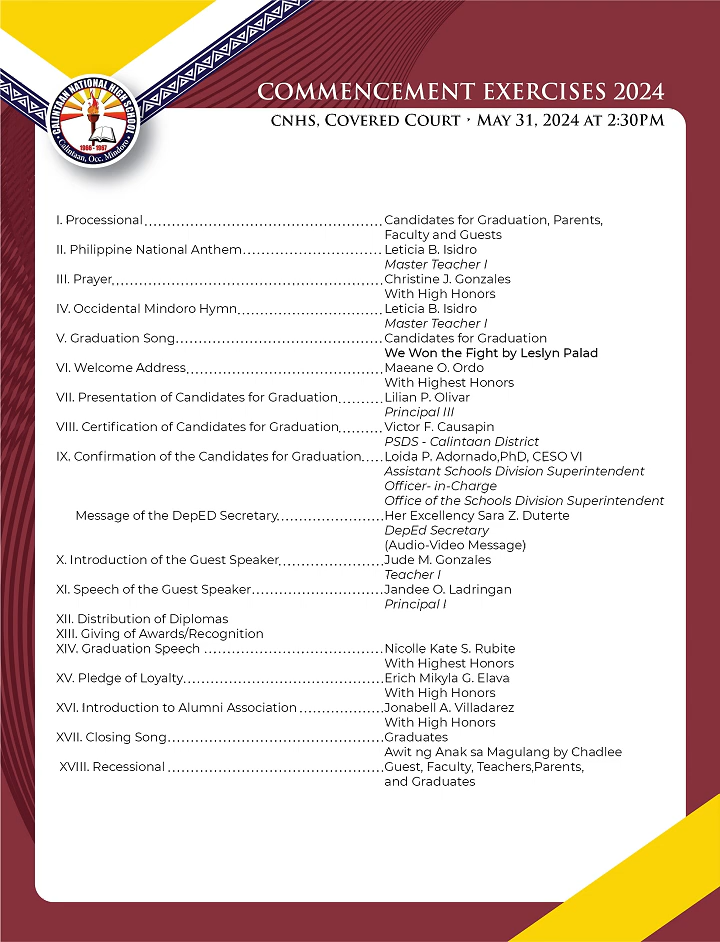 COMMENCEMENT EXERCISES 2024
CNHS, COVERED COURT · MAY 31, 2024 AT 2:30PM
CALINTAAN NATIONAL HIGH SCHOOL
1966 - 1967
Calintaan, Occ. Mindoro
I. Processional ........ Candidates for Graduation, Parents,
Faculty and Guests
II. Philippine National Anthem ........ Leticia B. Isidro
Master Teacher I
III. Prayer ........ Christine J. Gonzales
With High Honors
IV. Occidental Mindoro Hymn ........ Leticia B. Isidro
Master Teacher I
V. Graduation Song ........ Candidates for Graduation
We Won the Fight by Leslyn Palad
VI. Welcome Address ........ Maeane O. Ordo
With Highest Honors
VII. Presentation of Candidates for Graduation ........ Lilian P. Olivar
Principal III
VIII. Certification of Candidates for Graduation ........ Victor F. Causapin
PSDS - Calintaan District
IX. Confirmation of the Candidates for Graduation ..... Loida P. Adornado,PhD, CESO VI
Assistant Schools Division Superintendent
Officer- in-Charge
Office of the Schools Division Superintendent
Message of the DepED Secretary ........ Her Excellency Sara Z. Duterte
DepEd Secretary
(Audio-Video Message)
X. Introduction of the Guest Speaker ........ Jude M. Gonzales
Teacher I
XI. Speech of the Guest Speaker ........ Jandee O. Ladringan
Principal I
XII. Distribution of Diplomas
XIII. Giving of Awards/Recognition
XIV. Graduation Speech ........ Nicolle Kate S. Rubite
With Highest Honors
XV. Pledge of Loyalty ........ Erich Mikyla G. Elava
With High Honors
XVI. Introduction to Alumni Association ........ Jonabell A. Villadarez
With High Honors
XVII. Closing Song ........ Graduates
Awit ng Anak sa Magulang by Chadlee
XVIII. Recessional ........ Guest, Faculty, Teachers,Parents,
and Graduates